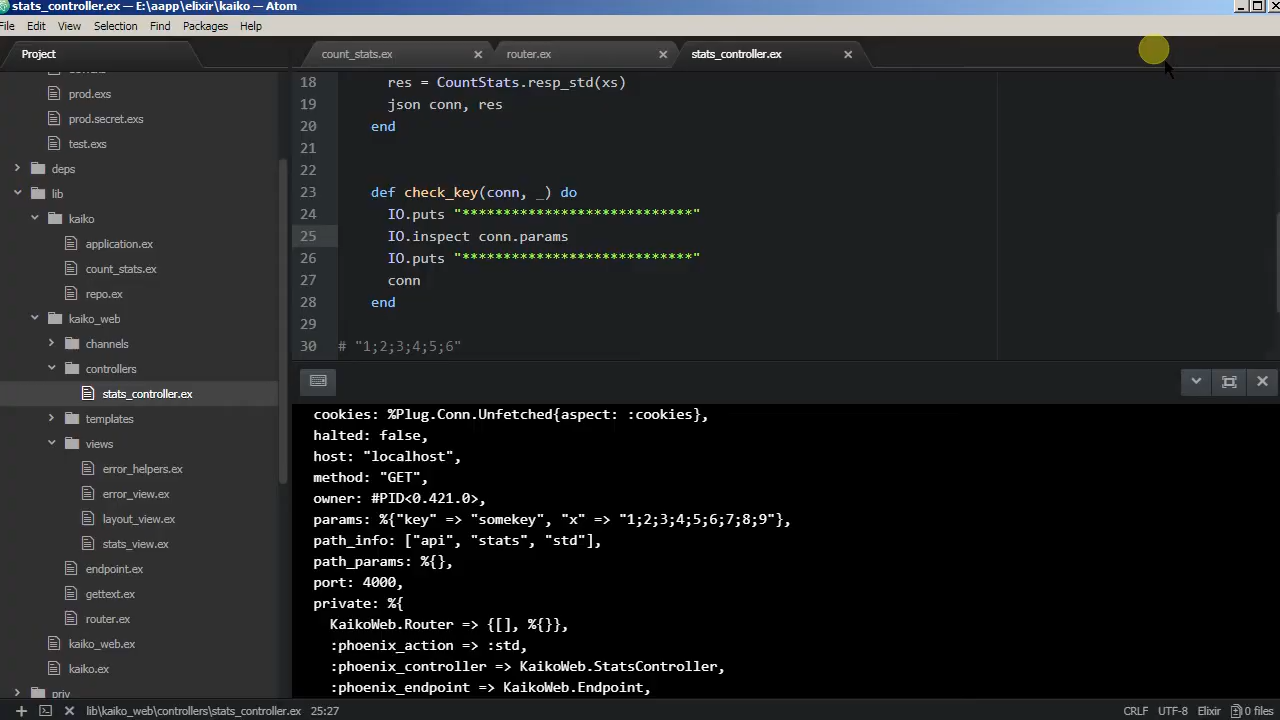 stats_controller.ex — E:\aapp\elixir\kaiko — Atom
File Edit View Selection Find Packages Help
Project
count_stats.ex
router.ex
stats_controller.ex
prod.exs
prod.secret.exs
test.exs
deps
lib
kaiko
application.ex
count_stats.ex
repo.ex
kaiko_web
channels
controllers
stats_controller.ex
templates
views
error_helpers.ex
error_view.ex
layout_view.ex
stats_view.ex
endpoint.ex
gettext.ex
router.ex
kaiko_web.ex
kaiko.ex
priv
18 res = CountStats.resp_std(xs)
19 json conn, res
20 end
21
22
23 def check_key(conn, _) do
24 IO.puts "****************************"
25 IO.inspect conn.params
26 IO.puts "****************************"
27 conn
28 end
29
30 # "1;2;3;4;5;6"
cookies: %Plug.Conn.Unfetched{aspect: :cookies},
halted: false,
host: "localhost",
method: "GET",
owner: #PID<0.421.0>,
params: %{"key" => "somekey", "x" => "1;2;3;4;5;6;7;8;9"},
path_info: ["api", "stats", "std"],
path_params: %{},
port: 4000,
private: %{
KaikoWeb.Router => {[], %{}},
:phoenix_action => :std,
:phoenix_controller => KaikoWeb.StatsController,
:phoenix_endpoint => KaikoWeb.Endpoint,
lib\kaiko_web\controllers\stats_controller.ex 25:27
CRLF UTF-8 Elixir 0 files